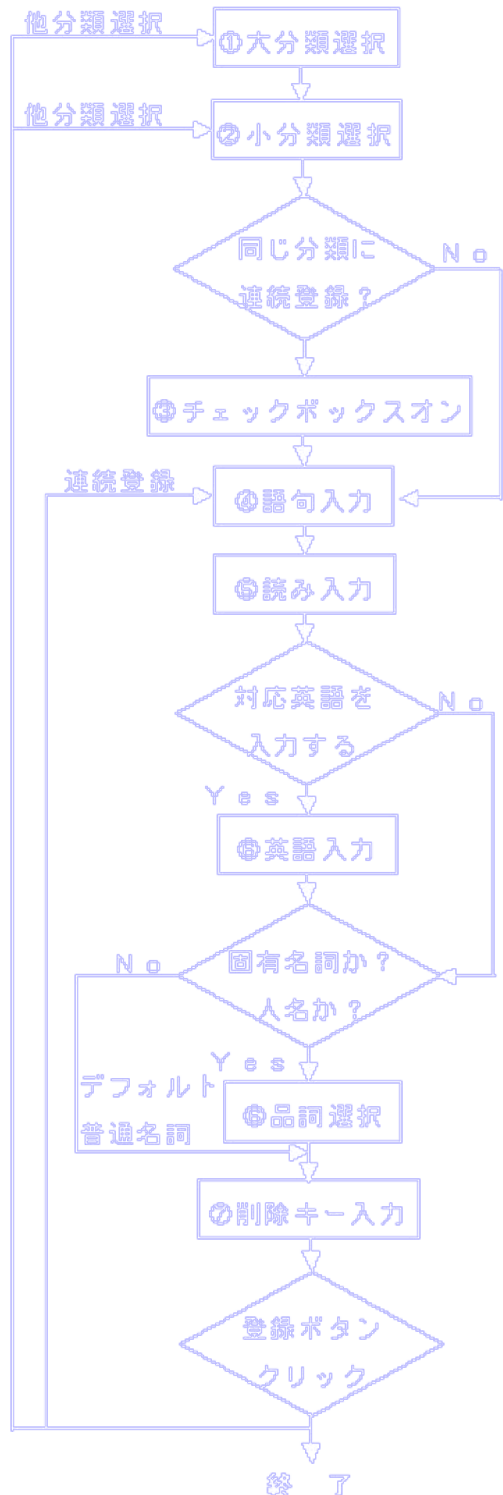 他分類選択
①大分類選択
他分類選択
②小分類選択
同じ分類に
連続登録？
No
③チェックボックスオン
連続登録
④語句入力
⑤読み入力
対応英語を
入力する
No
Yes
⑥英語入力
固有名詞か？
人名か？
No
Yes
デフォルト
普通名詞
⑥品詞選択
⑦削除キー入力
登録ボタン
クリック
終　了